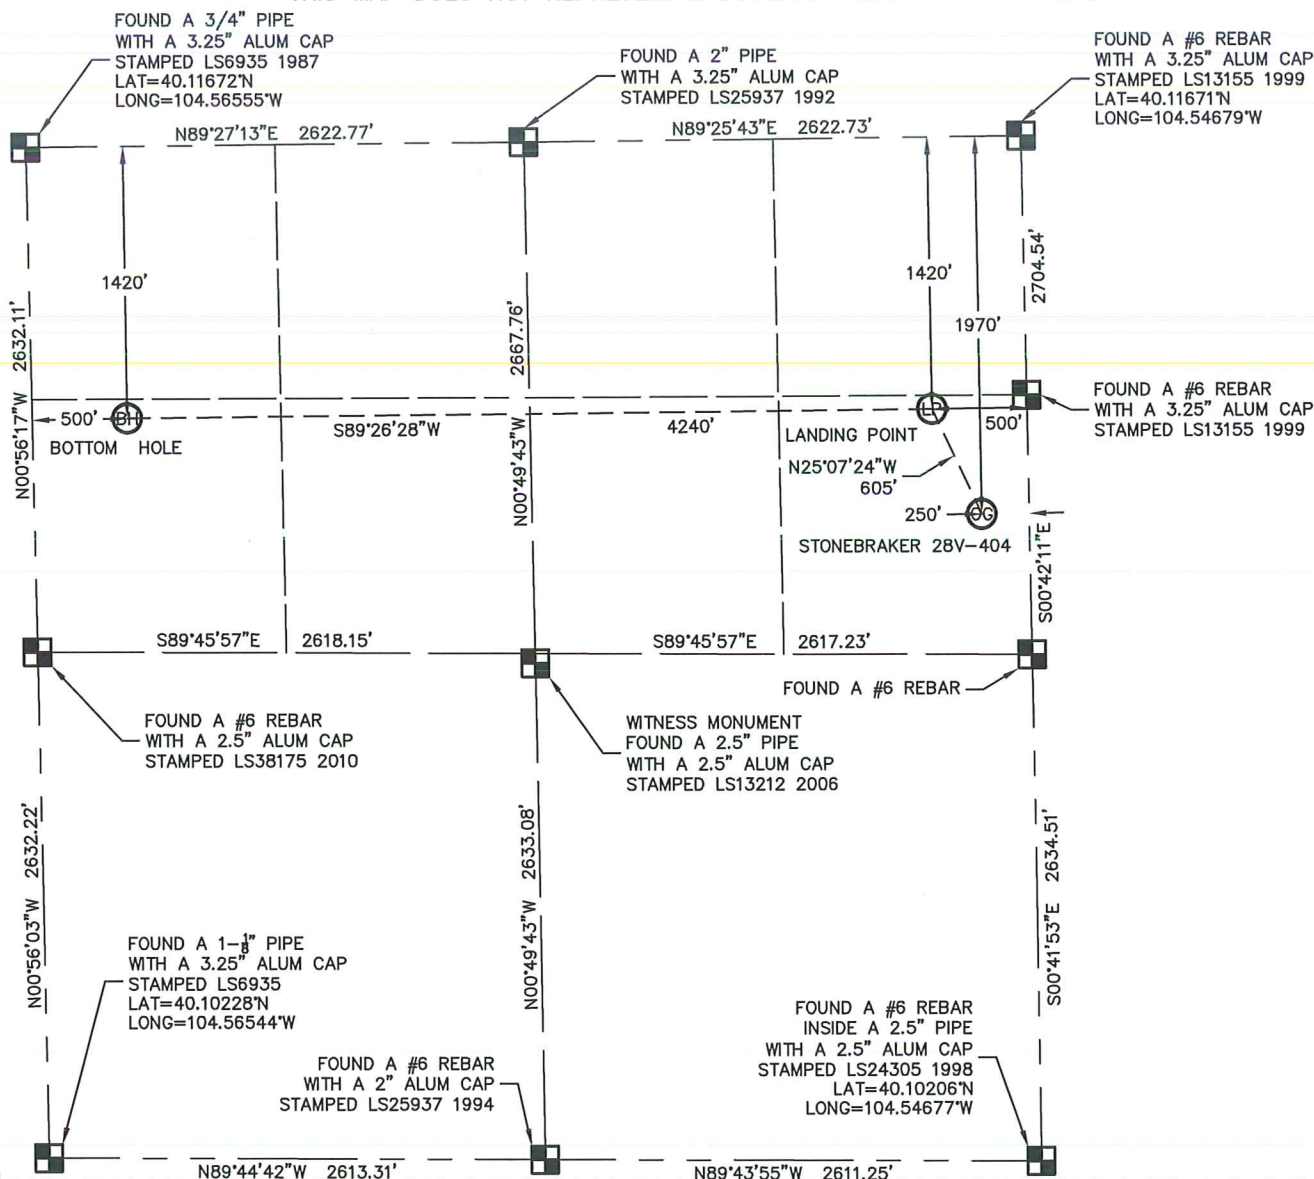 FOUND A 3/4" PIPE
WITH A 3.25" ALUM CAP
STAMPED LS6935 1987
LAT=40.11672°N
LONG=104.56555°W
FOUND A 2" PIPE
WITH A 3.25" ALUM CAP
STAMPED LS25937 1992
FOUND A #6 REBAR
WITH A 3.25" ALUM CAP
STAMPED LS13155 1999
LAT=40.11671°N
LONG=104.54679°W
N89°27'13"E 2622.77'
N89°25'43"E 2622.73'
1420'
1420'
1970'
2704.54'
N00°56'17"W 2632.11'
N00°49'43"W 2667.76'
FOUND A #6 REBAR
WITH A 3.25" ALUM CAP
STAMPED LS13155 1999
500'
BH
BOTTOM HOLE
S89°26'28"W
4240'
LP
500'
LANDING POINT
N25°07'24"W
605'
250'
OG
STONEBRAKER 28V-404
S00°42'11"E
S89°45'57"E 2618.15'
S89°45'57"E 2617.23'
FOUND A #6 REBAR
FOUND A #6 REBAR
WITH A 2.5" ALUM CAP
STAMPED LS38175 2010
WITNESS MONUMENT
FOUND A 2.5" PIPE
WITH A 2.5" ALUM CAP
STAMPED LS13212 2006
N00°56'03"W 2632.22'
N00°49'43"W 2633.08'
S00°41'53"E 2634.51'
FOUND A 1-1/8" PIPE
WITH A 3.25" ALUM CAP
STAMPED LS6935
LAT=40.10228°N
LONG=104.56544°W
FOUND A #6 REBAR
WITH A 2" ALUM CAP
STAMPED LS25937 1994
FOUND A #6 REBAR
INSIDE A 2.5" PIPE
WITH A 2.5" ALUM CAP
STAMPED LS24305 1998
LAT=40.10206°N
LONG=104.54677°W
N89°44'42"W 2613.31'
N89°43'55"W 2611.25'